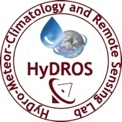 HyDro-Meteor-Climatology and Remote Sensing Lab
HyDROS